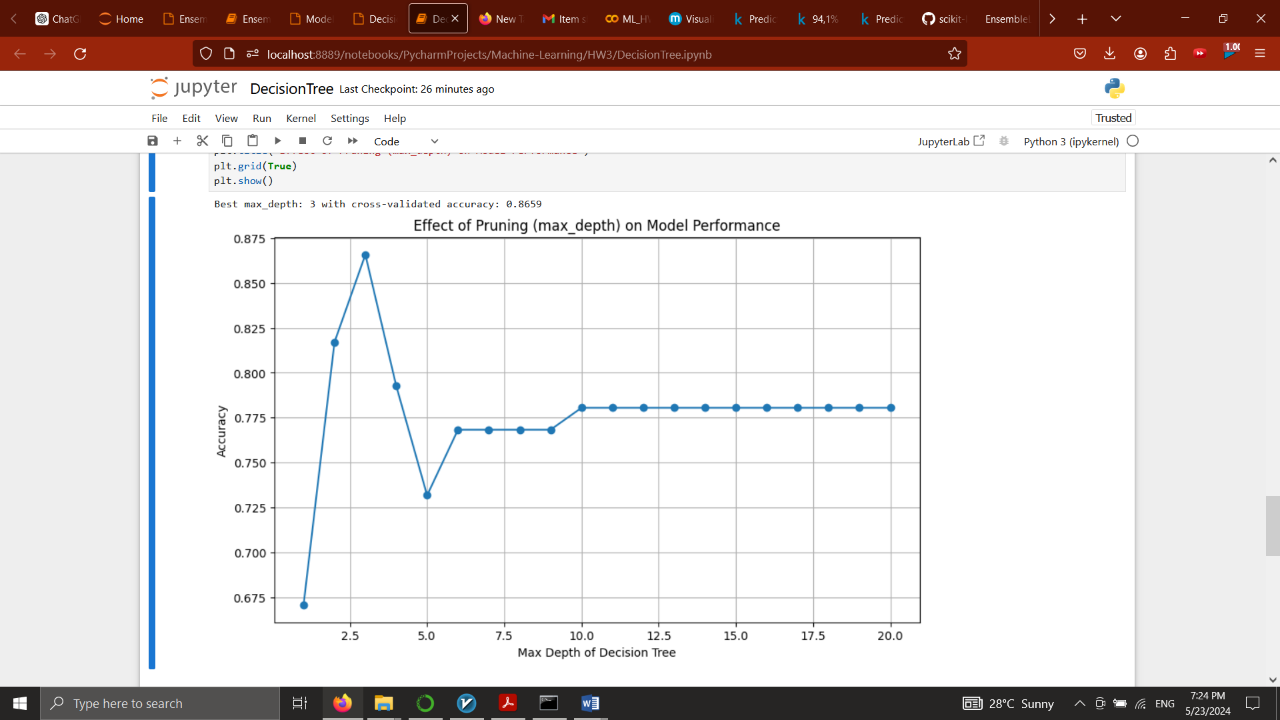 ChatG
Home
Ensem
Ensem
Mode
Decisi
De
New T
Item s
ML_H
Visual
Predic
94,1%
Predic
scikit-
Ensemble
localhost:8889/notebooks/PycharmProjects/Machine-Learning/HW3/DecisionTree.ipynb
1.00
jupyter DecisionTree Last Checkpoint: 26 minutes ago
File Edit View Run Kernel Settings Help
Trusted
Code
JupyterLab
Python 3 (ipykernel)
plt.grid(True)
plt.show()
Best max_depth: 3 with cross-validated accuracy: 0.8659
Effect of Pruning (max_depth) on Model Performance
0.875
0.850
0.825
0.800
0.775
0.750
0.725
0.700
0.675
Accuracy
2.5 5.0 7.5 10.0 12.5 15.0 17.5 20.0
Max Depth of Decision Tree
Type here to search
28°C Sunny
ENG
7:24 PM
5/23/2024